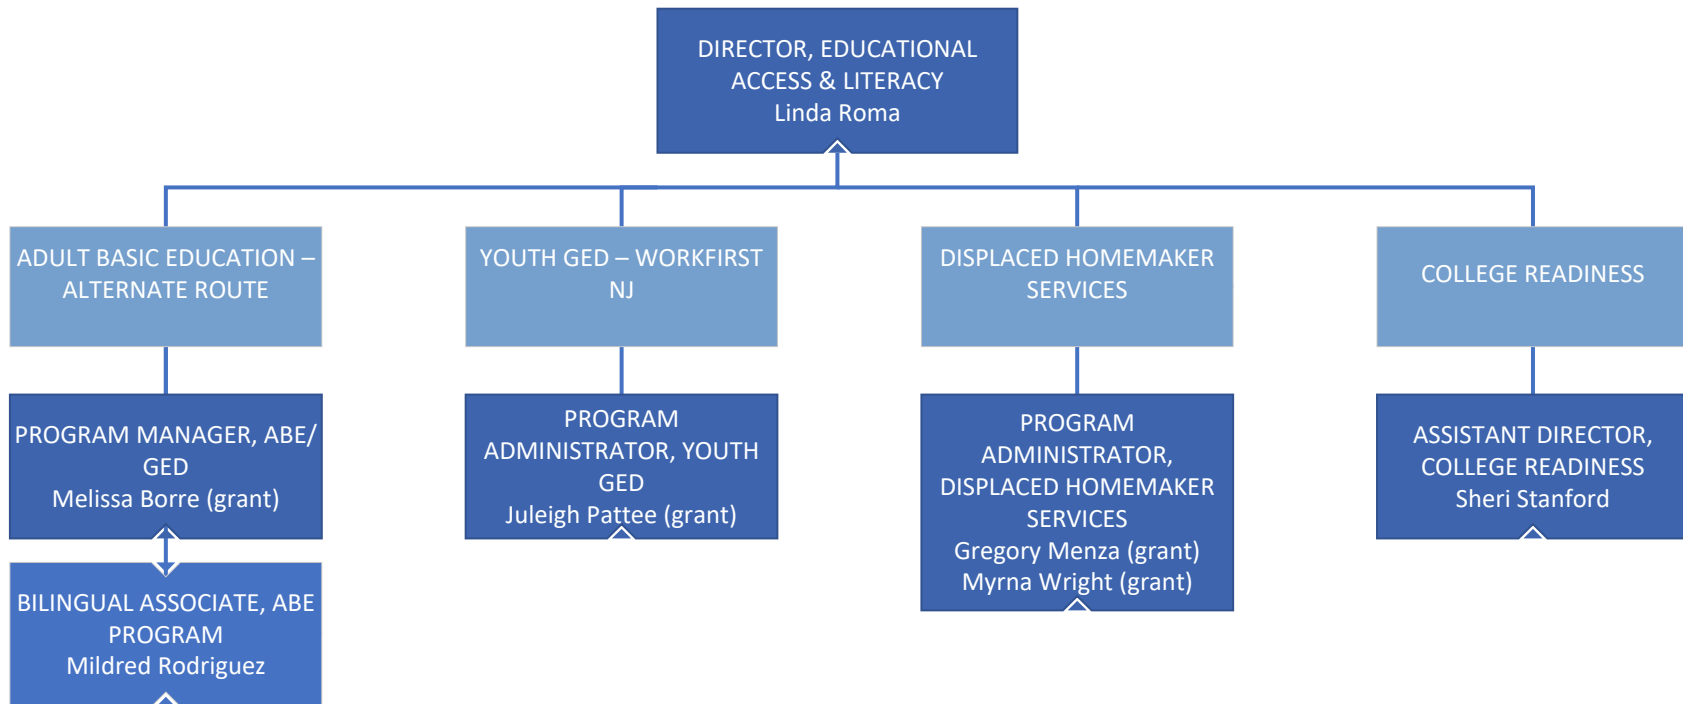 DIRECTOR, EDUCATIONAL
ACCESS & LITERACY
Linda Roma
ADULT BASIC EDUCATION –
ALTERNATE ROUTE
YOUTH GED – WORKFIRST
NJ
DISPLACED HOMEMAKER
SERVICES
COLLEGE READINESS
PROGRAM MANAGER, ABE/
GED
Melissa Borre (grant)
PROGRAM
ADMINISTRATOR, YOUTH
GED
Juleigh Pattee (grant)
PROGRAM
ADMINISTRATOR,
DISPLACED HOMEMAKER
SERVICES
Gregory Menza (grant)
Myrna Wright (grant)
ASSISTANT DIRECTOR,
COLLEGE READINESS
Sheri Stanford
BILINGUAL ASSOCIATE, ABE
PROGRAM
Mildred Rodriguez